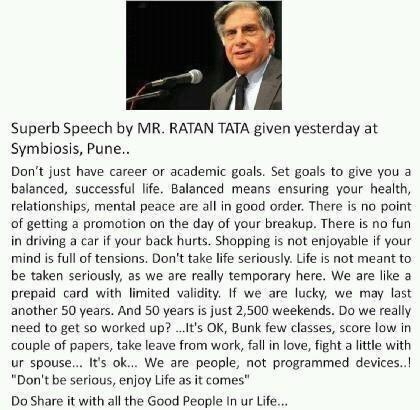 Superb Speech by MR. RATAN TATA given yesterday at
Symbiosis, Pune..
Don't just have career or academic goals. Set goals to give you a
balanced, successful life. Balanced means ensuring your health,
relationships, mental peace are all in good order. There is no point
of getting a promotion on the day of your breakup. There is no fun
in driving a car if your back hurts. Shopping is not enjoyable if your
mind is full of tensions. Don't take life seriously. Life is not meant to
be taken seriously, as we are really temporary here. We are like a
prepaid card with limited validity. If we are lucky, we may last
another 50 years. And 50 years is just 2,500 weekends. Do we really
need to get so worked up? ...It's OK, Bunk few classes, score low in
couple of papers, take leave from work, fall in love, fight a little with
ur spouse... It's ok... We are people, not programmed devices..!
"Don't be serious, enjoy Life as it comes"
Do Share it with all the Good People In ur Life...